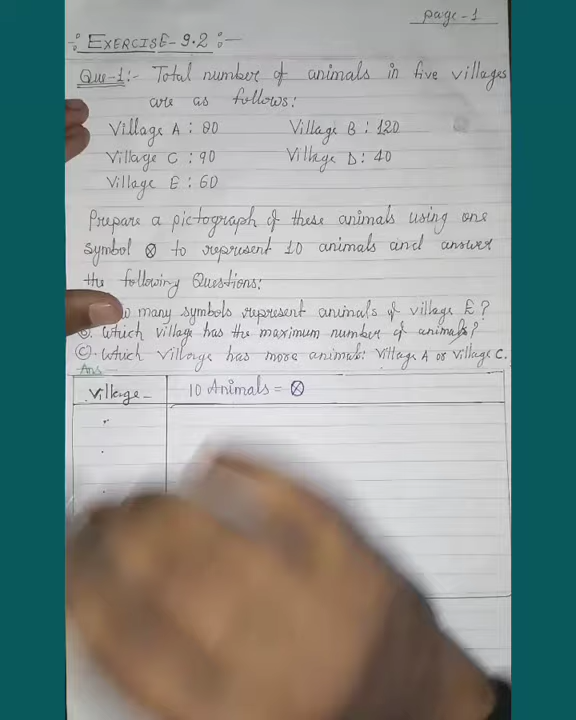 page-1
-: EXERCISE-9.2 :-
Que-1:- Total number of animals in five villages
are as follows:
Village A : 80 Village B : 120
Village C : 90 Village D : 40
Village E : 60
Prepare a pictograph of these animals using one
symbol ⊗ to represent 10 animals and answer
the following Questions:
many symbols represent animals of village E?
Which village has the maximum number of animals?
(c). Which village has more animals: Village A or Village C.
Ans -
Village 10 Animals = ⊗